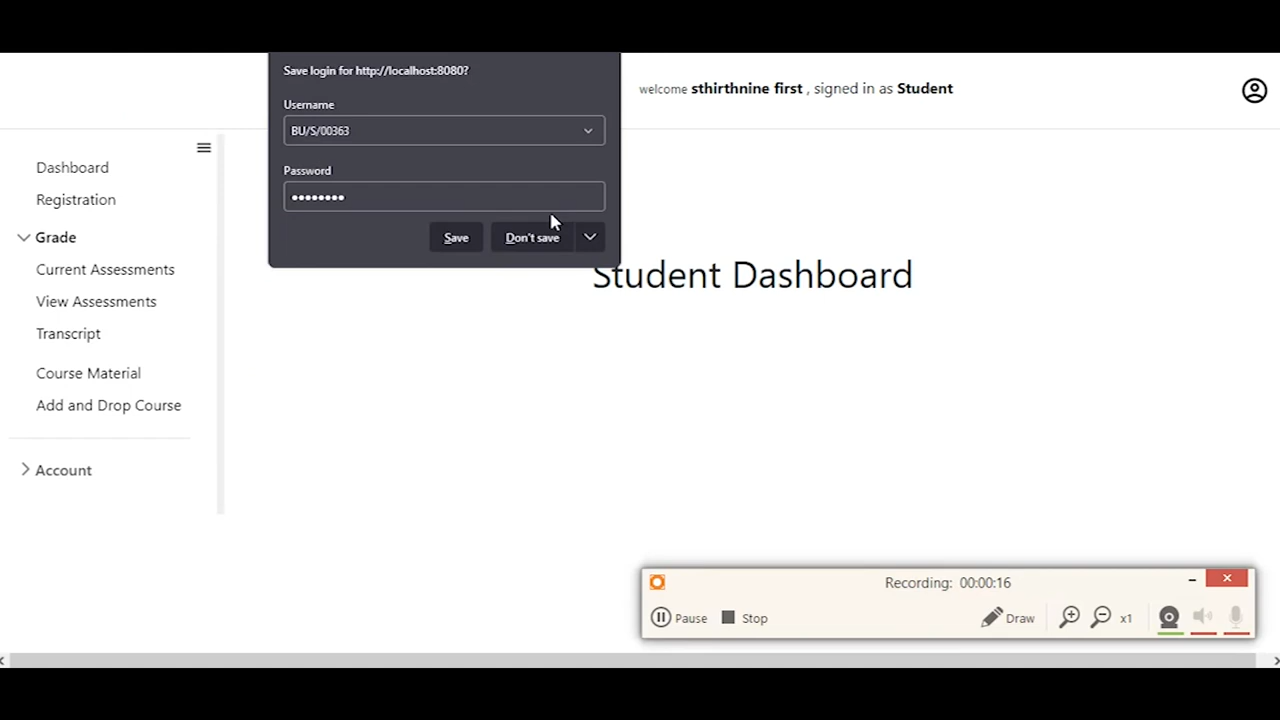 Save login for http://localhost:8080?
Username
BU/S/00363
Password
••••••••
Save
Don't save
welcome sthirthnine first , signed in as Student
Dashboard
Registration
Grade
Current Assessments
View Assessments
Transcript
Course Material
Add and Drop Course
Account
Student Dashboard
Recording: 00:00:16
Pause
Stop
Draw
x1